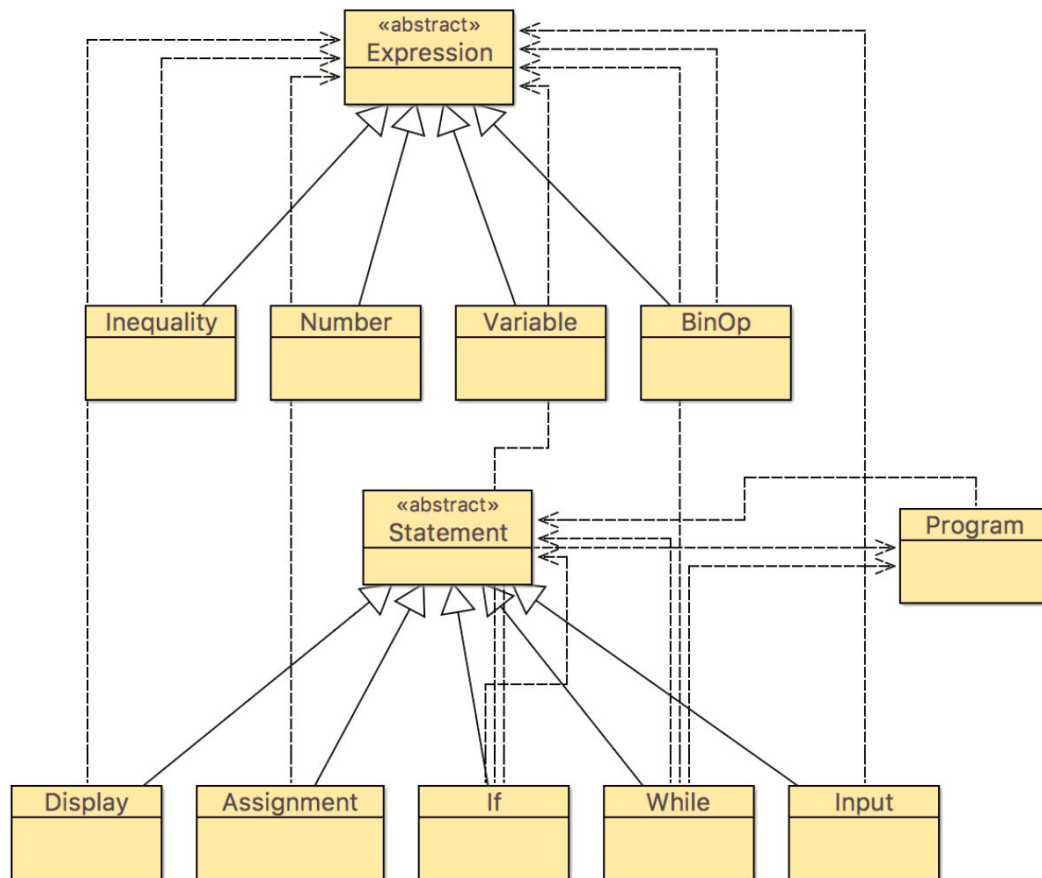 «abstract»
Expression
Inequality
Number
Variable
BinOp
«abstract»
Statement
Program
Display
Assignment
If
While
Input